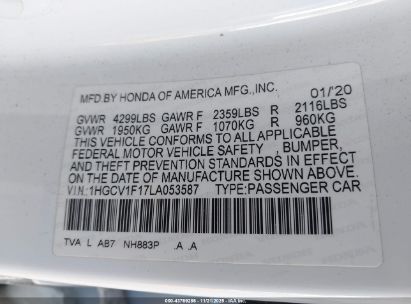 MFD.BY HONDA OF AMERICA MFG.,INC. 01/20
GVWR 4299LBS GAWR F 2359LBS R 2116LBS
GVWR 1950KG GAWR F 1070KG R 960KG
THIS VEHICLE CONFORMS TO ALL APPLICABLE
FEDERAL MOTOR VEHICLE SAFETY , BUMPER,
AND THEFT PREVENTION STANDARDS IN EFFECT ON
THE DATE OF MANUFACTURE SHOWN ABOVE.
V.I.N:1HGCV1F17LA053587 TYPE:PASSENGER CAR
TVA L AB7 NH883P .A .A